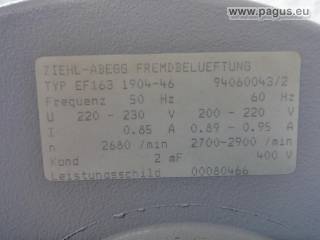 www.pagus.eu
ZIEHL-ABEGG FREMDBELUEFTUNG
TYP EF163 1904-46 94060043/2
Frequenz 50 Hz 60 Hz
U 220 - 230 V 200 - 220 V
I 0.85 A 0.89 - 0.95 A
n 2680 /min 2700-2900 /min
Kond 2 mF 400 V
Leistungsschild 00080466